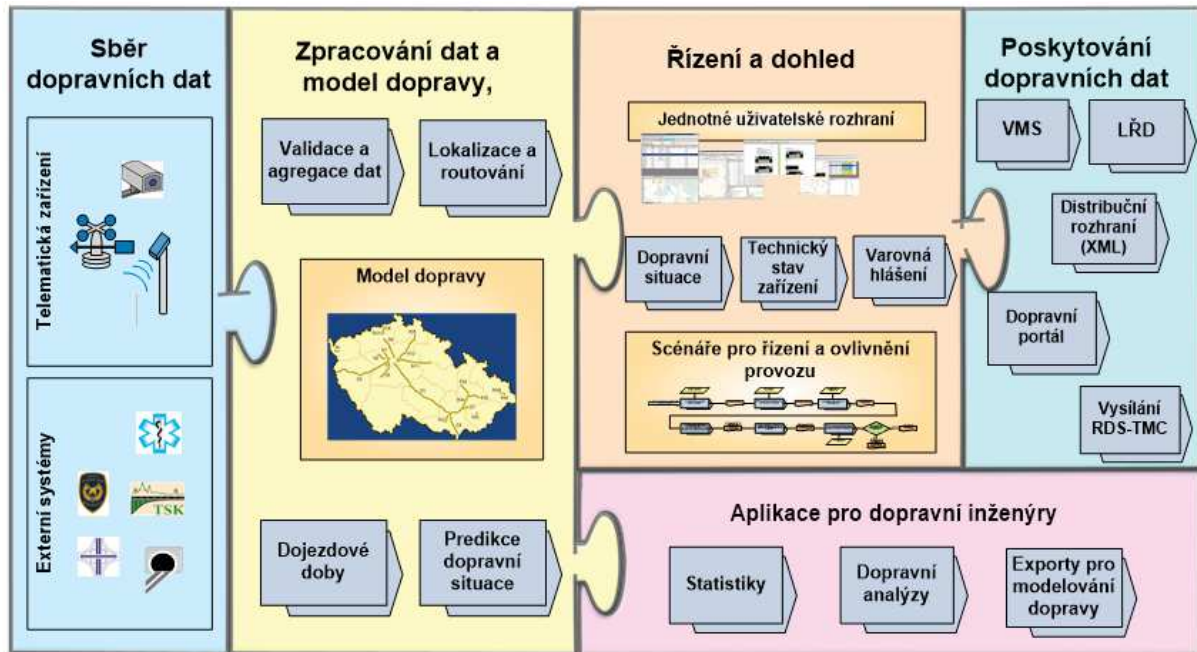 Sběr
dopravních dat
Telematická zařízení
Externí systémy
TSK
Zpracování dat a
model dopravy,
Validace a
agregace dat
Lokalizace a
routování
Model dopravy
Dojezdové
doby
Predikce
dopravní
situace
Řízení a dohled
Jednotné uživatelské rozhraní
Dopravní
situace
Technický
stav
zařízení
Varovná
hlášení
Scénáře pro řízení a ovlivnění
provozu
Poskytování
dopravních dat
VMS
LŘD
Distribuční
rozhraní
(XML)
Dopravní
portál
Vysílání
RDS-TMC
Aplikace pro dopravní inženýry
Statistiky
Dopravní
analýzy
Exporty pro
modelování
dopravy